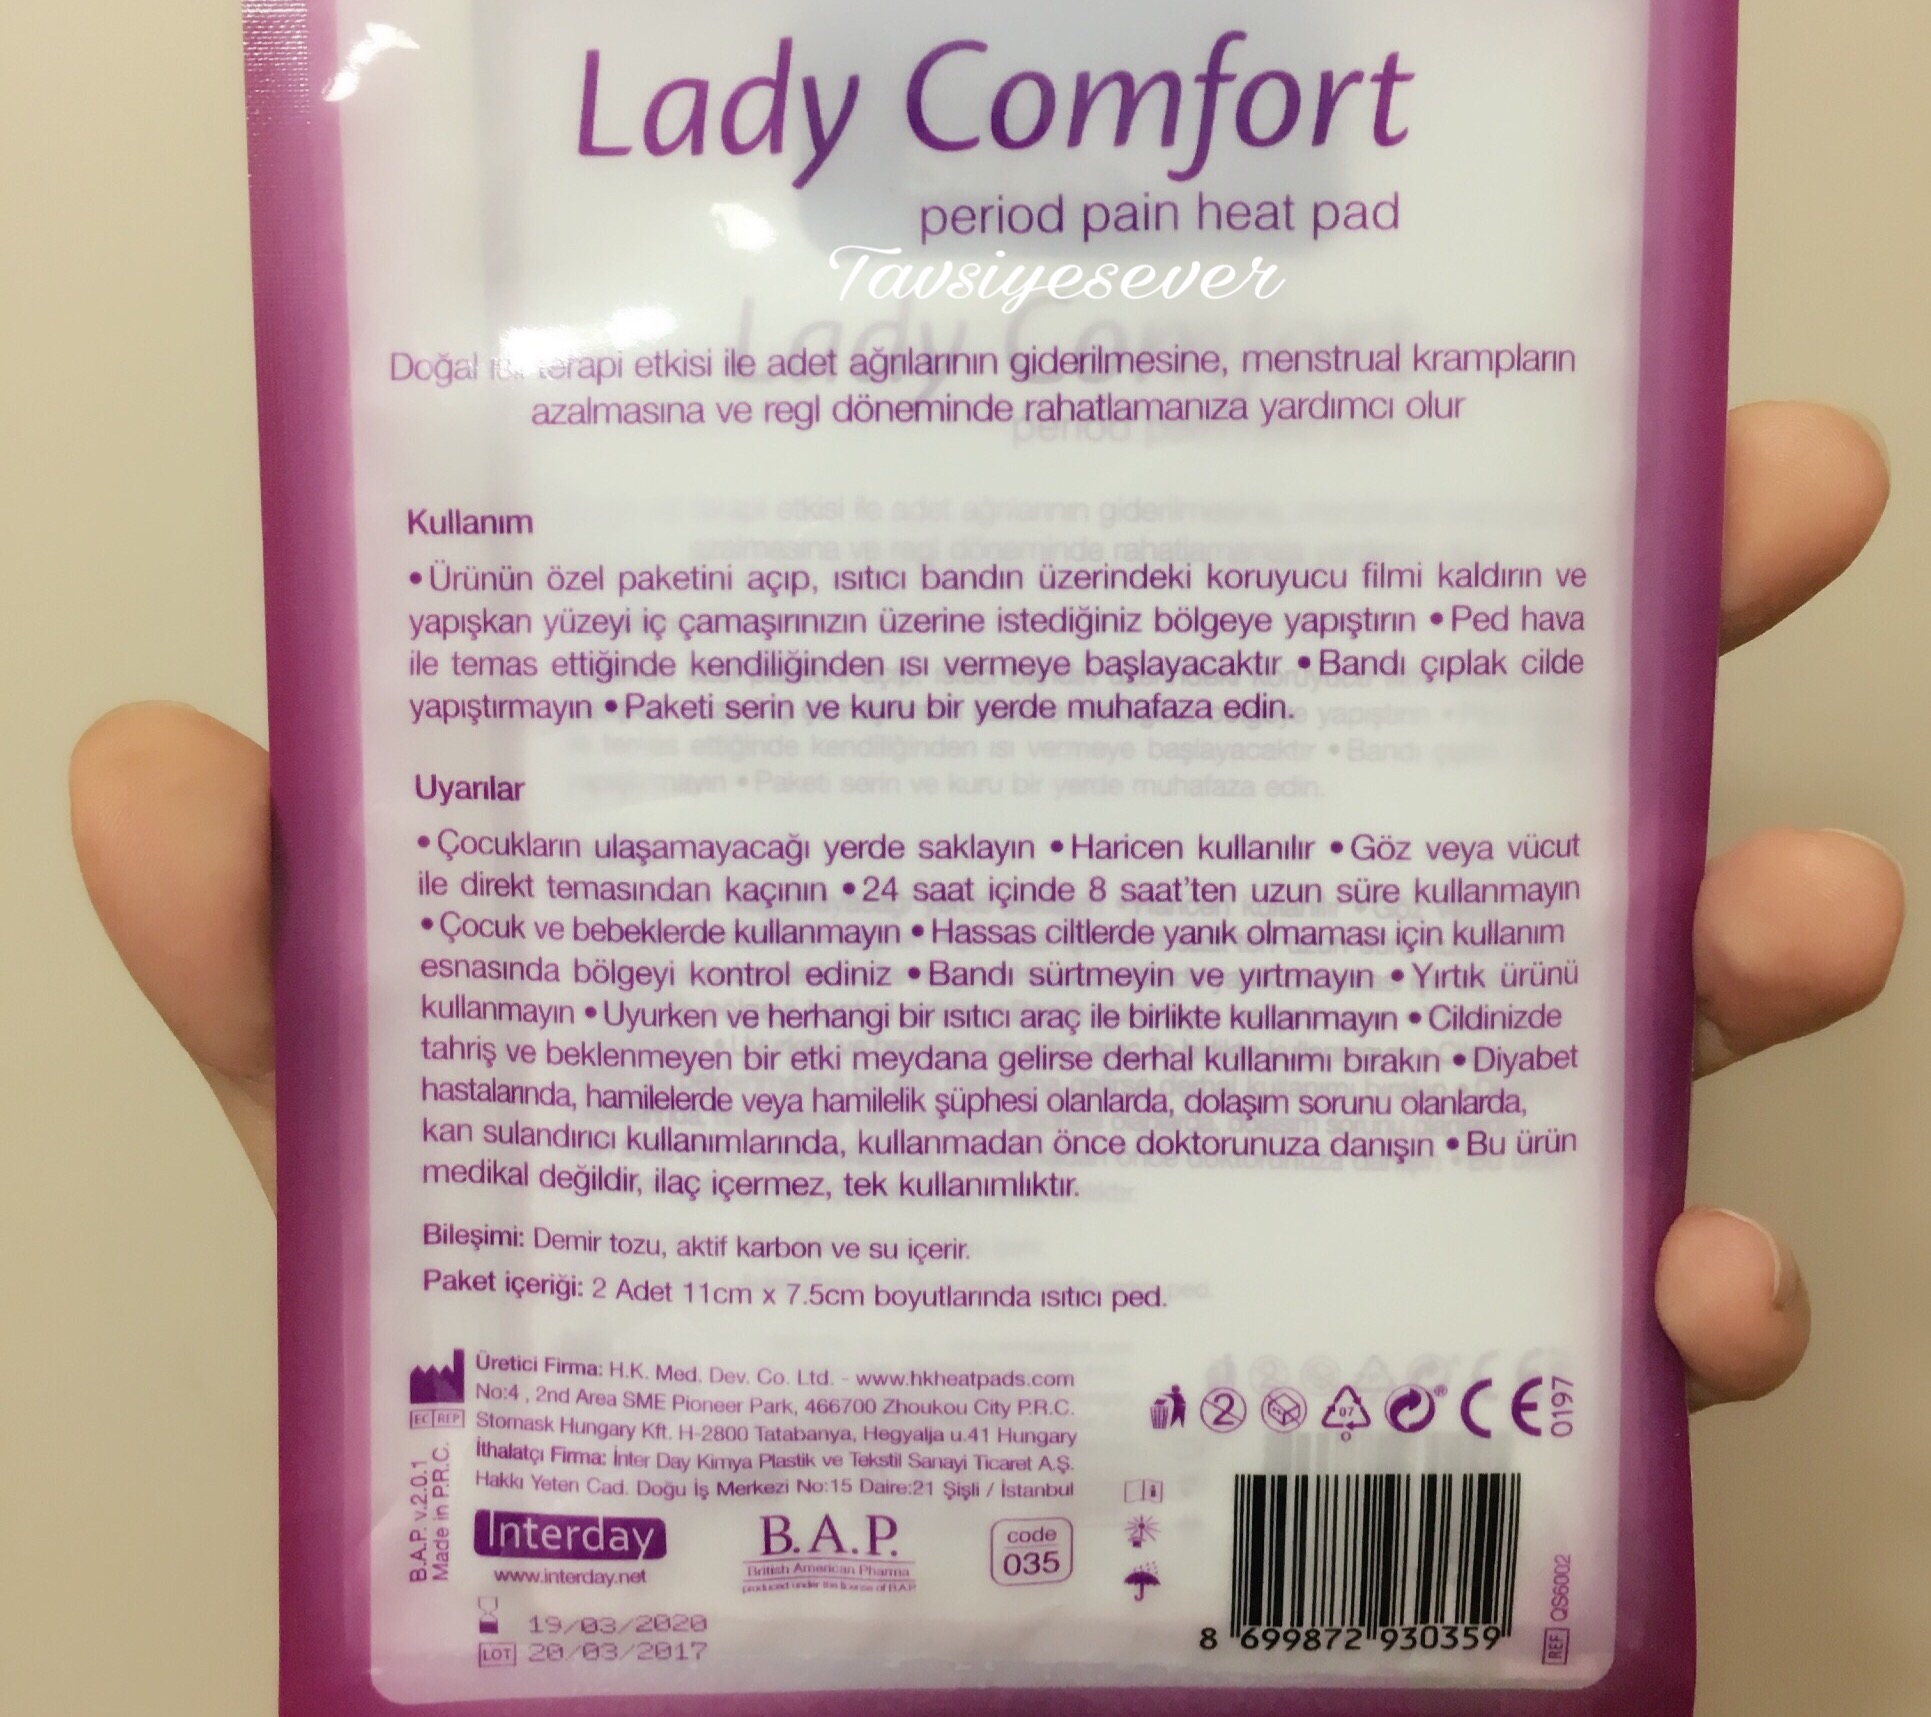 Lady Comfort
period pain heat pad
Tavsiyesever
Doğal terapi etkisi ile adet ağrılarının giderilmesine, menstrual krampların
azalmasına ve regl döneminde rahatlamanıza yardımcı olur
Kullanım
• Ürünün özel paketini açıp, ısıtıcı bandın üzerindeki koruyucu filmi kaldırın ve
yapışkan yüzeyi iç çamaşırınızın üzerine istediğiniz bölgeye yapıştırın • Ped hava
ile temas ettiğinde kendiliğinden ısı vermeye başlayacaktır • Bandı çıplak cilde
yapıştırmayın • Paketi serin ve kuru bir yerde muhafaza edin.
Uyarılar
• Çocukların ulaşamayacağı yerde saklayın • Haricen kullanılır • Göz veya vücut
ile direkt temasından kaçının • 24 saat içinde 8 saat'ten uzun süre kullanmayın
• Çocuk ve bebeklerde kullanmayın • Hassas ciltlerde yanık olmaması için kullanım
esnasında bölgeyi kontrol ediniz • Bandı sürtmeyin ve yırtmayın • Yırtık ürünü
kullanmayın • Uyurken ve herhangi bir ısıtıcı araç ile birlikte kullanmayın • Cildinizde
tahriş ve beklenmeyen bir etki meydana gelirse derhal kullanımı bırakın • Diyabet
hastalarında, hamilelerde veya hamilelik şüphesi olanlarda, dolaşım sorunu olanlarda,
kan sulandırıcı kullanımlarında, kullanmadan önce doktorunuza danışın • Bu ürün
medikal değildir, ilaç içermez, tek kullanımlıktır.
Bileşimi: Demir tozu, aktif karbon ve su içerir.
Paket içeriği: 2 Adet 11cm x 7.5cm boyutlarında ısıtıcı ped.
Üretici Firma: H.K. Med. Dev. Co. Ltd. - www.hkheatpads.com
No:4 , 2nd Area SME Pioneer Park, 466700 Zhoukou City P.R.C.
EC REP Stomask Hungary Kft. H-2800 Tatabanya, Hegyalja u.41 Hungary
İthalatçı Firma: İnter Day Kimya Plastik ve Tekstil Sanayi Ticaret A.Ş.
Hakkı Yeten Cad. Doğu İş Merkezi No:15 Daire:21 Şişli / İstanbul
B.A.P. v.2.0.1
Made in P.R.C.
2
07
CE 0197
Interday
www.interday.net
B.A.P.
British American Pharma
produced under the license of B.A.P.
code
035
19/03/2020
LOT 20/03/2017
8 699872 930359
REF QS6002